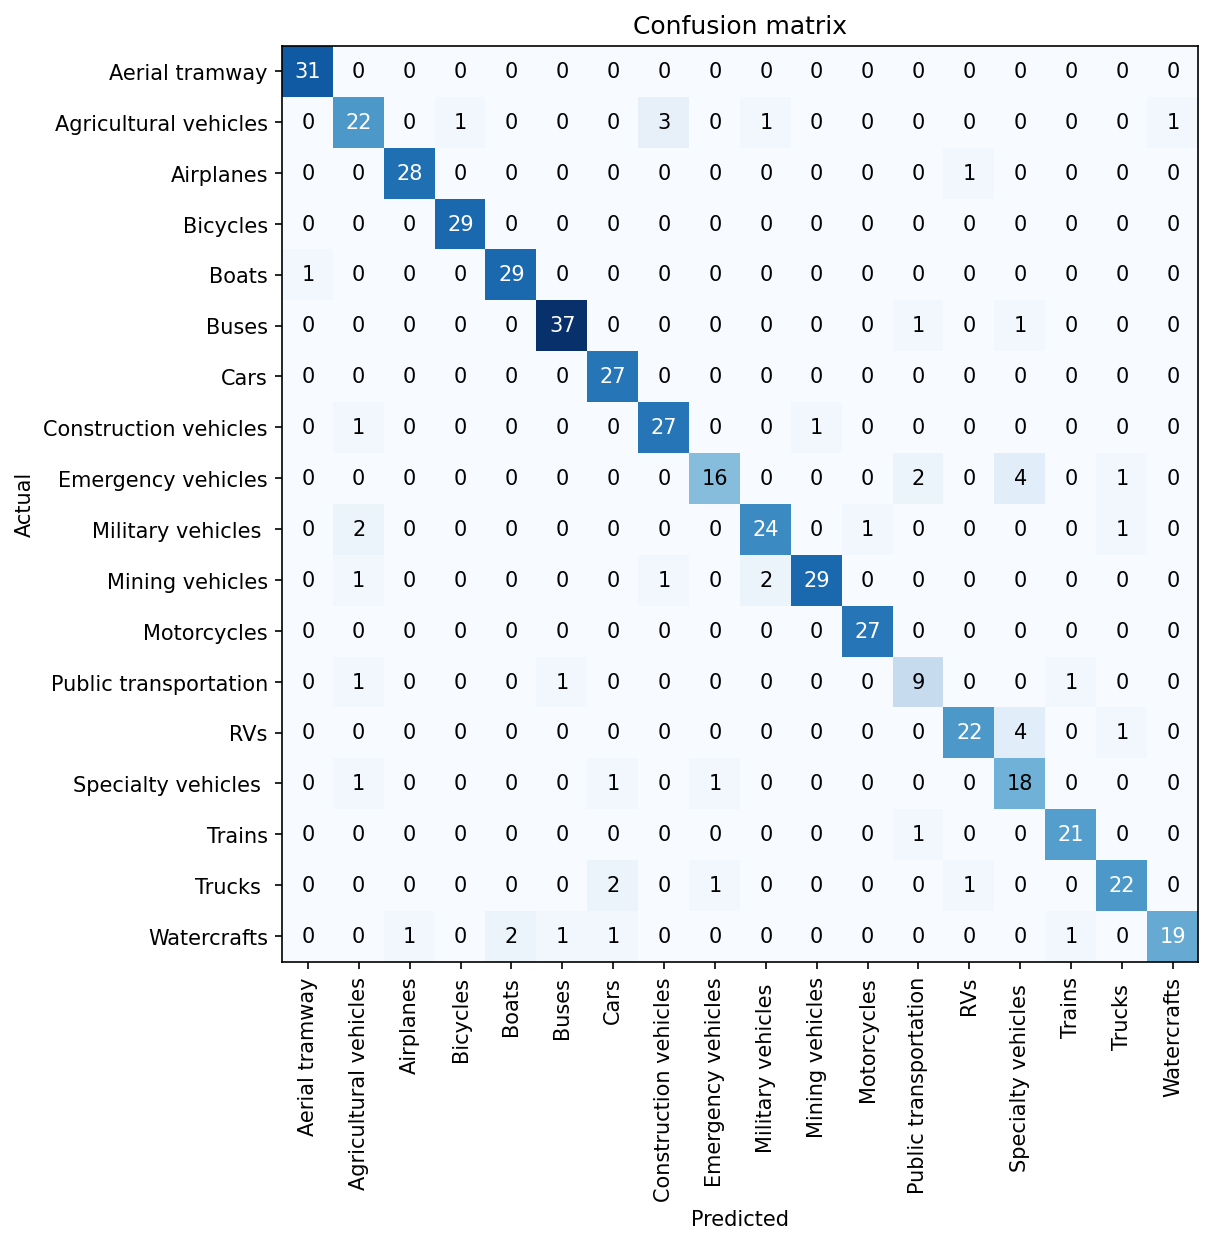 Confusion matrix
Aerial tramway 31 0 0 0 0 0 0 0 0 0 0 0 0 0 0 0 0 0
Agricultural vehicles 0 22 0 1 0 0 0 3 0 1 0 0 0 0 0 0 0 1
Airplanes 0 0 28 0 0 0 0 0 0 0 0 0 0 1 0 0 0 0
Bicycles 0 0 0 29 0 0 0 0 0 0 0 0 0 0 0 0 0 0
Boats 1 0 0 0 29 0 0 0 0 0 0 0 0 0 0 0 0 0
Buses 0 0 0 0 0 37 0 0 0 0 0 0 1 0 1 0 0 0
Cars 0 0 0 0 0 0 27 0 0 0 0 0 0 0 0 0 0 0
Construction vehicles 0 1 0 0 0 0 0 27 0 0 1 0 0 0 0 0 0 0
Emergency vehicles 0 0 0 0 0 0 0 0 16 0 0 0 2 0 4 0 1 0
Military vehicles 0 2 0 0 0 0 0 0 0 24 0 1 0 0 0 0 1 0
Mining vehicles 0 1 0 0 0 0 0 1 0 2 29 0 0 0 0 0 0 0
Motorcycles 0 0 0 0 0 0 0 0 0 0 0 27 0 0 0 0 0 0
Public transportation 0 1 0 0 0 1 0 0 0 0 0 0 9 0 0 1 0 0
RVs 0 0 0 0 0 0 0 0 0 0 0 0 0 22 4 0 1 0
Specialty vehicles 0 1 0 0 0 0 1 0 1 0 0 0 0 0 18 0 0 0
Trains 0 0 0 0 0 0 0 0 0 0 0 0 1 0 0 21 0 0
Trucks 0 0 0 0 0 0 2 0 1 0 0 0 0 1 0 0 22 0
Watercrafts 0 0 1 0 2 1 1 0 0 0 0 0 0 0 0 1 0 19
Actual
Aerial tramway
Agricultural vehicles
Airplanes
Bicycles
Boats
Buses
Cars
Construction vehicles
Emergency vehicles
Military vehicles
Mining vehicles
Motorcycles
Public transportation
RVs
Specialty vehicles
Trains
Trucks
Watercrafts
Predicted